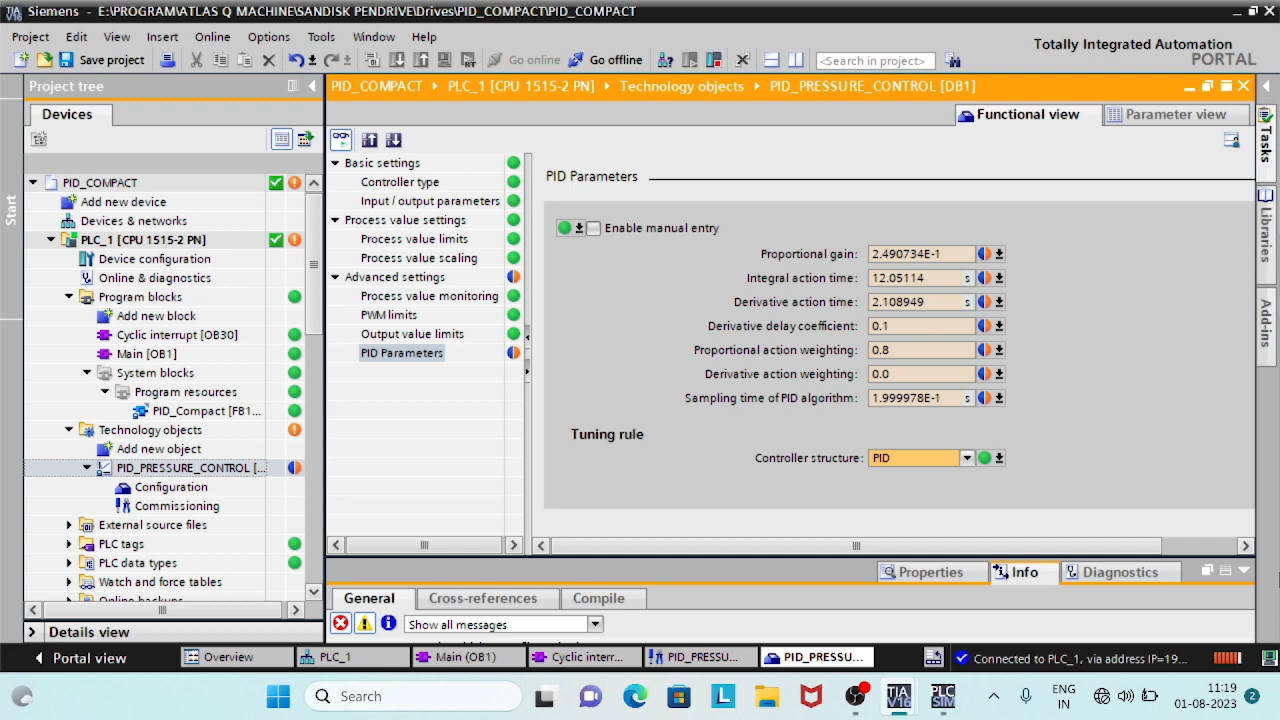 Siemens - E:\PROGRAM\ATLAS Q MACHINE\SANDISK PENDRIVE\Drives\PID_COMPACT\PID_COMPACT
Project Edit View Insert Online Options Tools Window Help
Totally Integrated Automation
PORTAL
Save project
Go online
Go offline
<Search in project>
Project tree
PID_COMPACT PLC_1 [CPU 1515-2 PN] Technology objects PID_PRESSURE_CONTROL [DB1]
Devices
Functional view
Parameter view
Start
Tasks
Libraries
Add-ins
PID_COMPACT
Add new device
Devices & networks
PLC_1 [CPU 1515-2 PN]
Device configuration
Online & diagnostics
Program blocks
Add new block
Cyclic interrupt [OB30]
Main [OB1]
System blocks
Program resources
PID_Compact [FB1...
Technology objects
Add new object
PID_PRESSURE_CONTROL [...
Configuration
Commissioning
External source files
PLC tags
PLC data types
Watch and force tables
Online backups
Details view
Basic settings
Controller type
Input / output parameters
Process value settings
Process value limits
Process value scaling
Advanced settings
Process value monitoring
PWM limits
Output value limits
PID Parameters
PID Parameters
Enable manual entry
Proportional gain: 2.490734E-1
Integral action time: 12.05114 s
Derivative action time: 2.108949 s
Derivative delay coefficient: 0.1
Proportional action weighting: 0.8
Derivative action weighting: 0.0
Sampling time of PID algorithm: 1.999978E-1 s
Tuning rule
Controller structure: PID
Properties
Info
Diagnostics
General
Cross-references
Compile
Show all messages
Portal view
Overview
PLC_1
Main (OB1)
Cyclic interr...
PID_PRESSU...
PID_PRESSU...
Connected to PLC_1, via address IP=19...
Search
TIA V16
PLC SIM
ENG
IN
11:19
01-08-2023
2